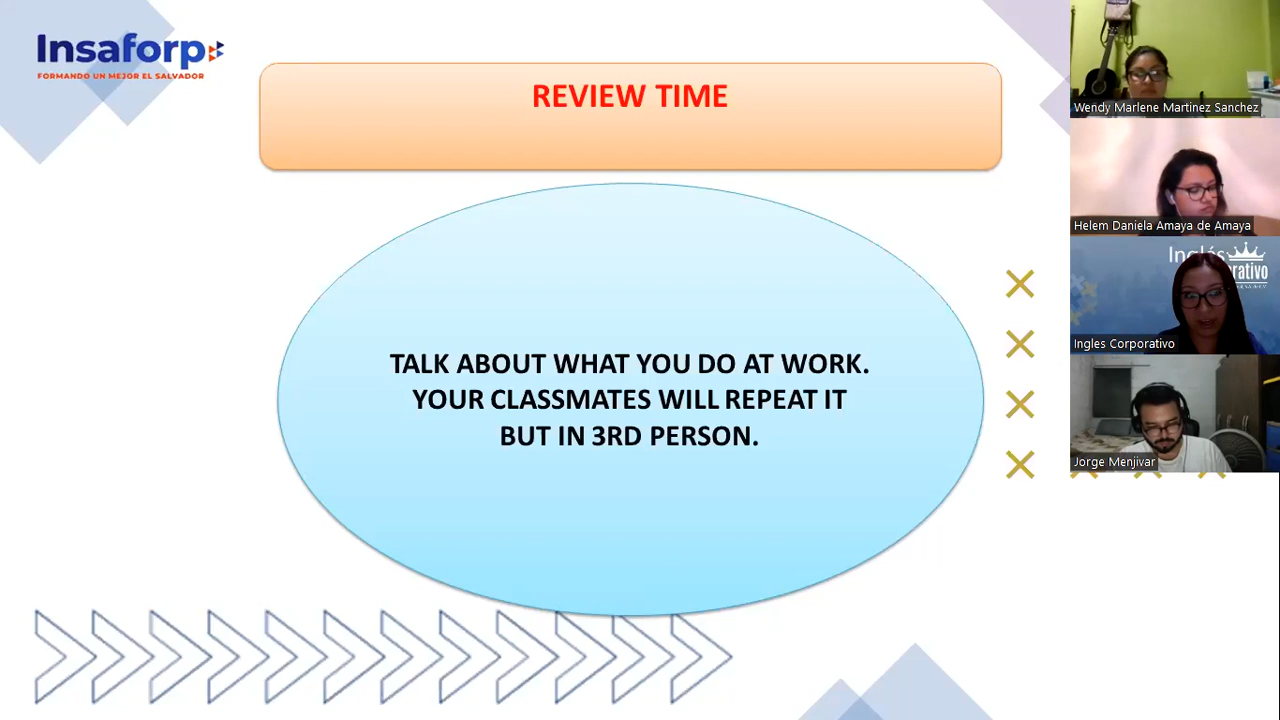 Insaforp
FORMANDO UN MEJOR EL SALVADOR
REVIEW TIME
TALK ABOUT WHAT YOU DO AT WORK.
YOUR CLASSMATES WILL REPEAT IT
BUT IN 3RD PERSON.
Wendy Marlene Martinez Sanchez
Helem Daniela Amaya de Amaya
Inglés
Ingles Corporativo
Jorge Menjivar